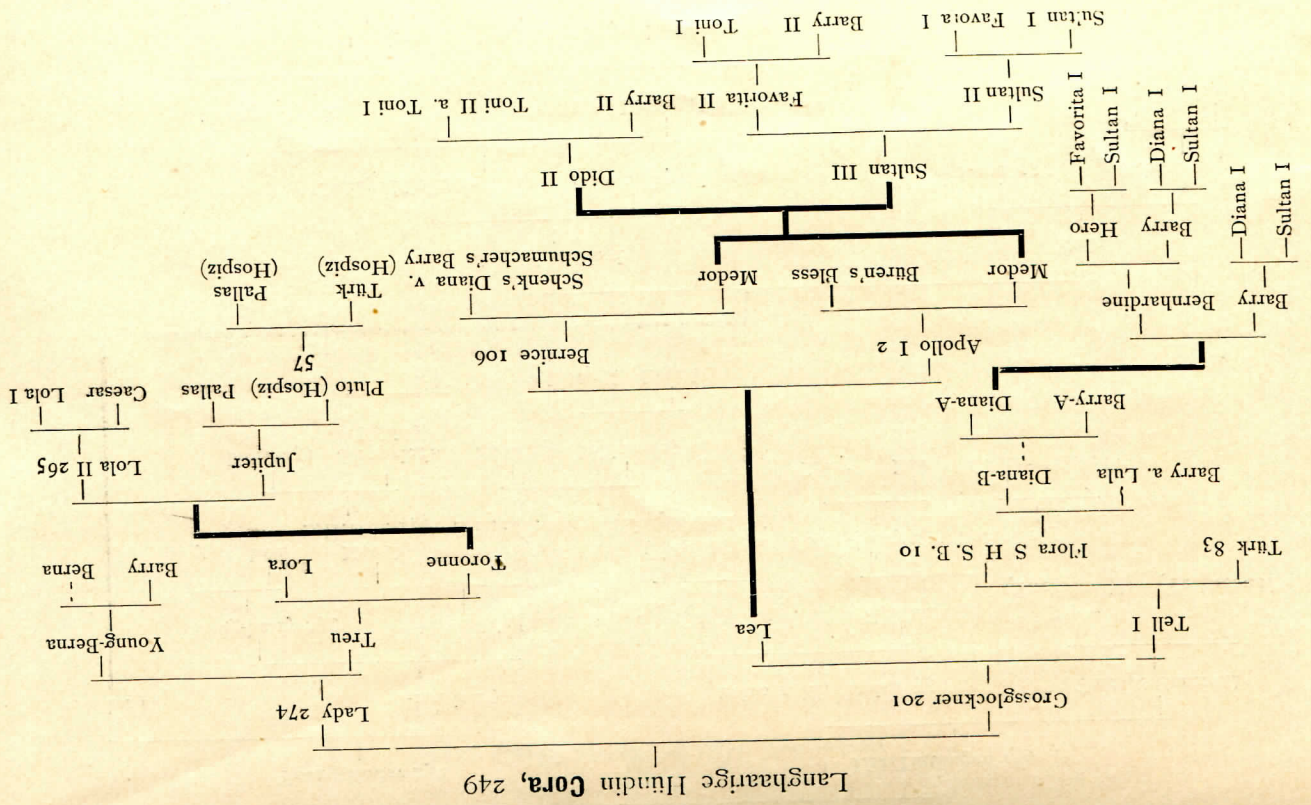 Langhaarige Hündin Cora, 249
Grossglockner 201
Lady 274
Tell I
Lea
Treu
Young-Berna
Türk 83
Flora S H S. B. 10
Toronne
Lora
Barry
Berna
Barry a. Lula
Diana-B
Jupiter
Lola II 265
Barry-A
Diana-A
Pluto (Hospiz)
Pallas
Caesar
Lola I
57
Apollo I 2
Bernice 106
Barry
Bernhardine
Medor
Büren's Bless
Medor
Schenk's Diana v.
Schumacher's Barry
Türk
(Hospiz)
Pallas
(Hospiz)
Diana I
Sultan I
Barry
Hero
Sultan III
Dido II
Diana I
Sultan I
Favorita I
Sultan I
Sultan II
Favorita II
Barry II
Toni II a. Toni I
Sultan I
Favora I
Barry II
Toni I